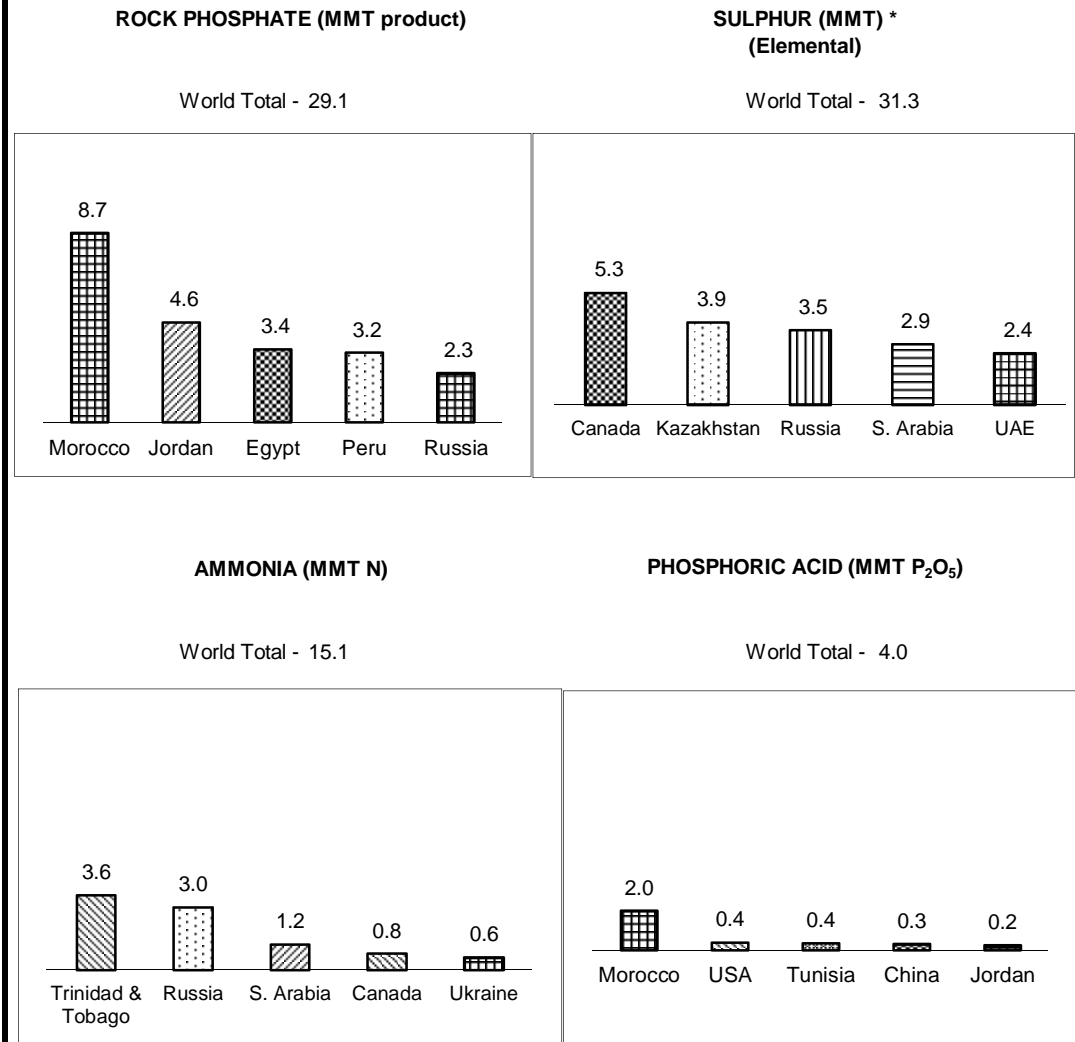 ROCK PHOSPHATE (MMT product)
World Total - 29.1
8.7
4.6
3.4
3.2
2.3
Morocco Jordan Egypt Peru Russia
SULPHUR (MMT) *
(Elemental)
World Total - 31.3
5.3
3.9
3.5
2.9
2.4
Canada Kazakhstan Russia S. Arabia UAE
AMMONIA (MMT N)
World Total - 15.1
3.6
3.0
1.2
0.8
0.6
Trinidad & Russia S. Arabia Canada Ukraine
Tobago
PHOSPHORIC ACID (MMT P₂O₅)
World Total - 4.0
2.0
0.4
0.4
0.3
0.2
Morocco USA Tunisia China Jordan